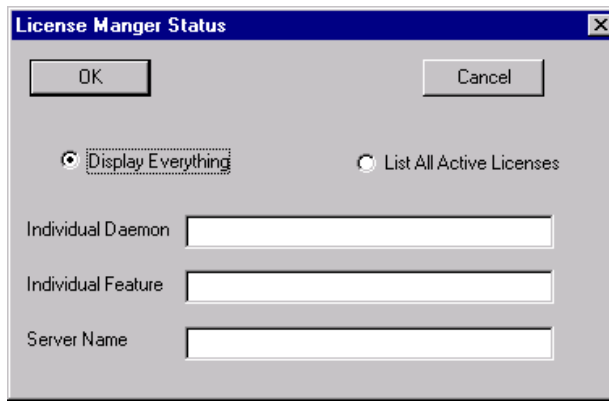 License Manger Status
OK Cancel
Display Everything List All Active Licenses
Individual Daemon
Individual Feature
Server Name